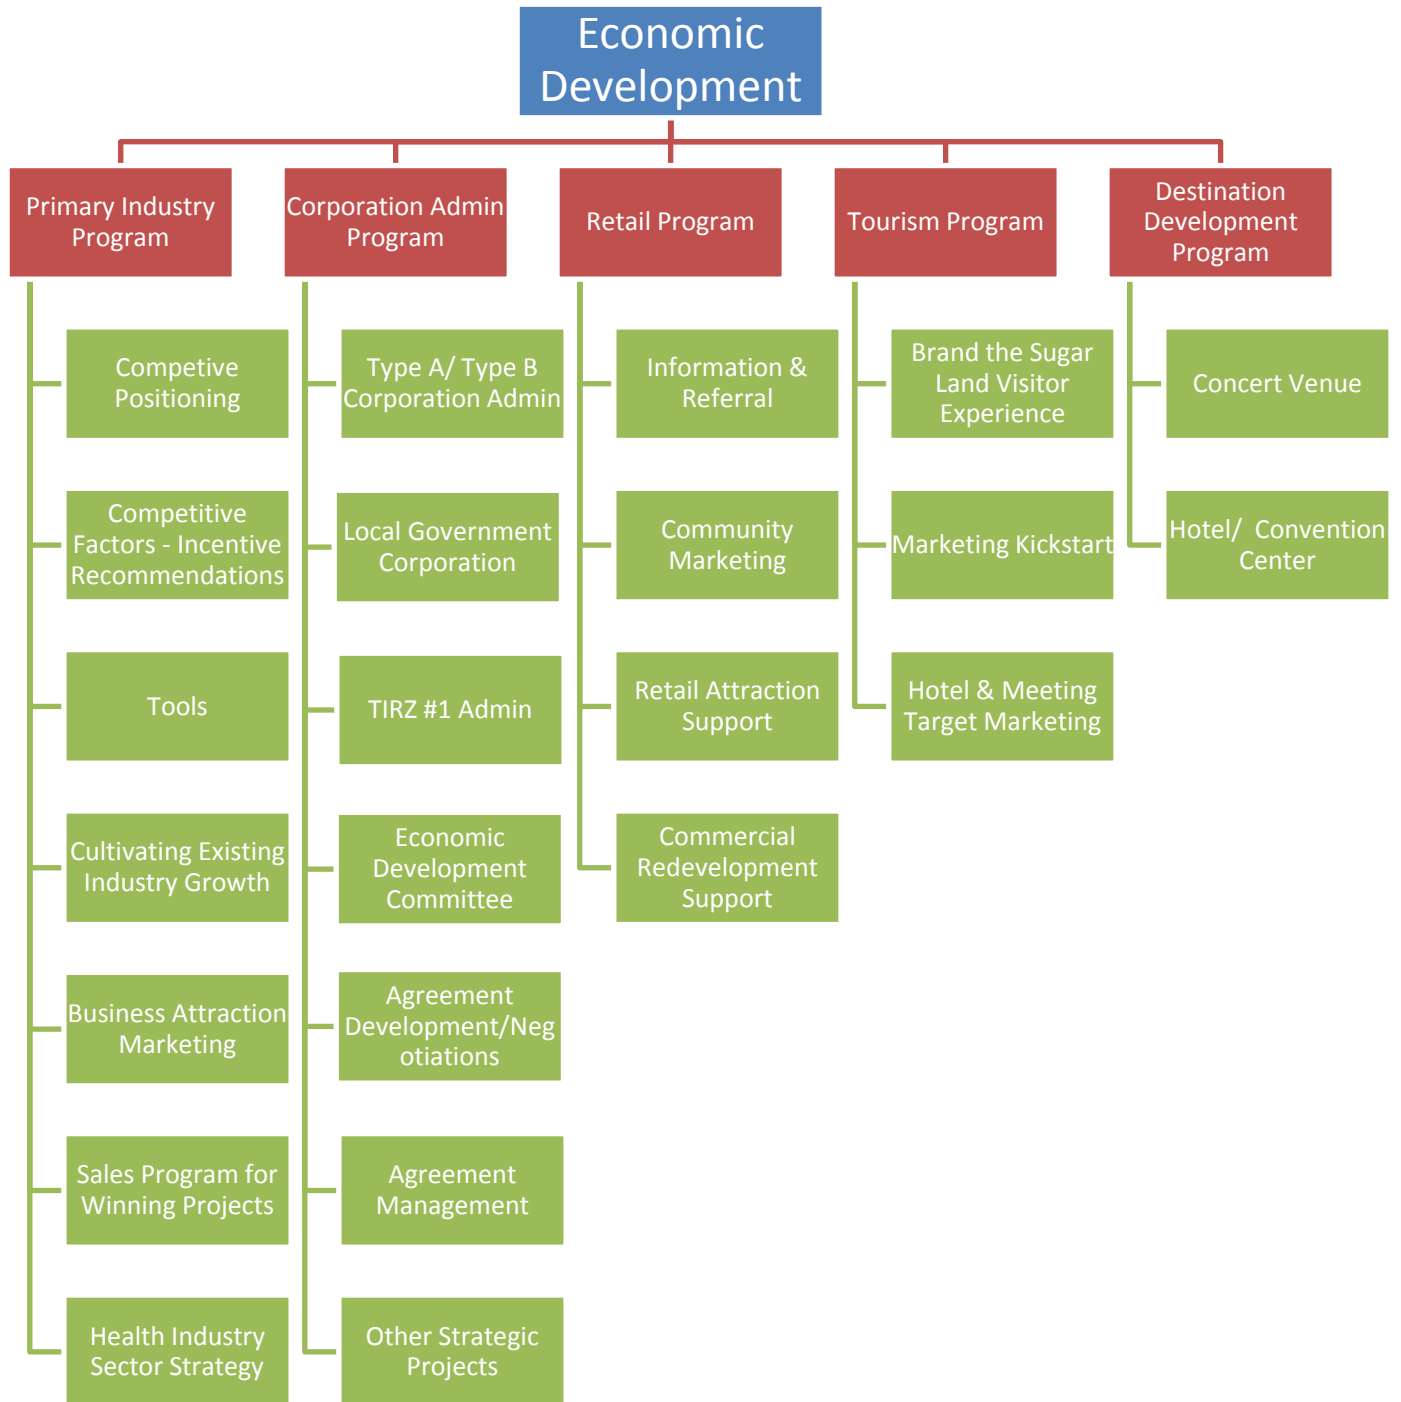 Economic
Development
Primary Industry
Program
Corporation Admin
Program
Retail Program
Tourism Program
Destination
Development
Program
Competive
Positioning
Competitive
Factors - Incentive
Recommendations
Tools
Cultivating Existing
Industry Growth
Business Attraction
Marketing
Sales Program for
Winning Projects
Health Industry
Sector Strategy
Type A/ Type B
Corporation Admin
Local Government
Corporation
TIRZ #1 Admin
Economic
Development
Committee
Agreement
Development/Neg
otiations
Agreement
Management
Other Strategic
Projects
Information &
Referral
Community
Marketing
Retail Attraction
Support
Commercial
Redevelopment
Support
Brand the Sugar
Land Visitor
Experience
Marketing Kickstart
Hotel & Meeting
Target Marketing
Concert Venue
Hotel/ Convention
Center